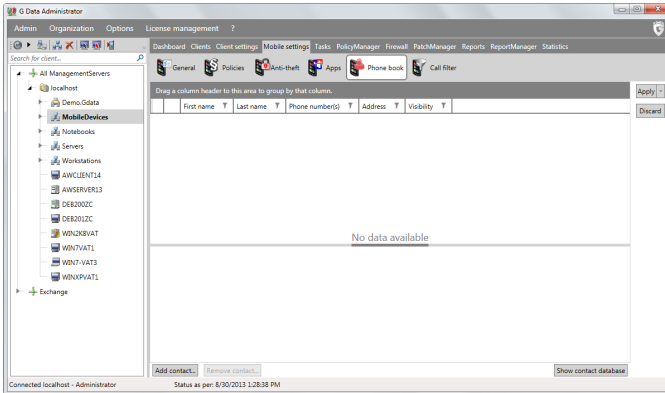 G Data Administrator
Admin Organization Options License management ?
Search for client...
Dashboard Clients Client settings Mobile settings Tasks PolicyManager Firewall PatchManager Reports ReportManager Statistics
General Policies Anti-theft Apps Phone book Call filter
Drag a column header to this area to group by that column.
Apply
Discard
First name Last name Phone number(s) Address Visibility
All ManagementServers
localhost
Demo.Gdata
MobileDevices
Notebooks
Servers
Workstations
AWCLIENT14
AWSERVER13
DEB200ZC
DEB201ZC
WIN2K8VAT
WIN7VAT1
WIN7-VAT3
WINXPVAT1
Exchange
No data available
Add contact... Remove contact... Show contact database
Connected localhost - Administrator Status as per: 8/30/2013 1:28:38 PM